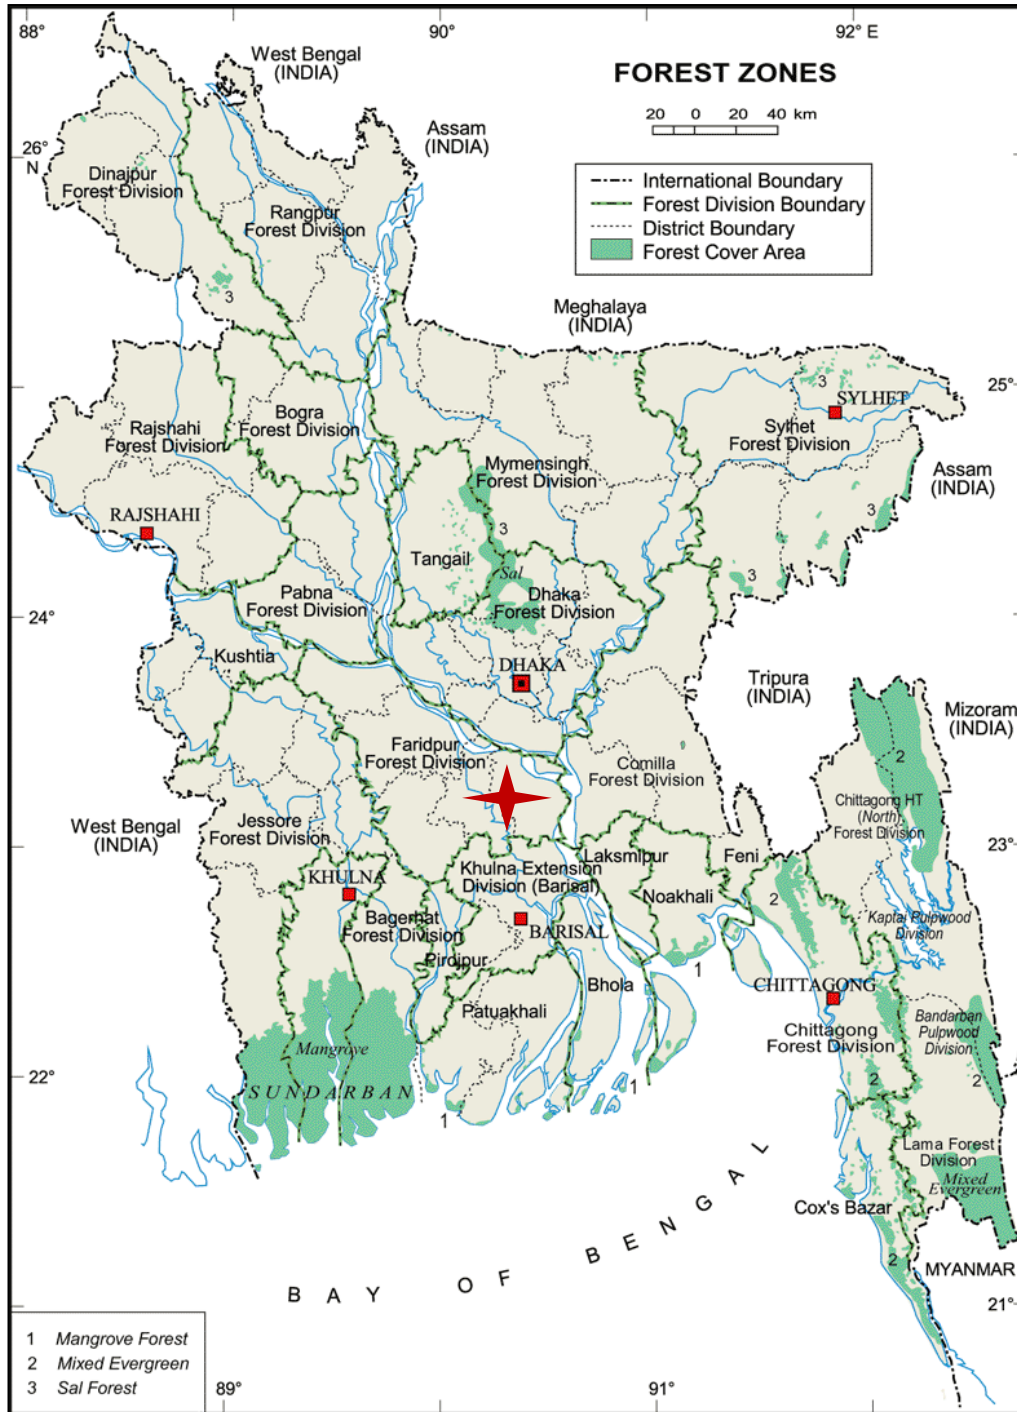 88°
90°
92° E
West Bengal
(INDIA)
FOREST ZONES
20 0 20 40 km
Assam
(INDIA)
26°
N
Dinajpur
Forest Division
International Boundary
Forest Division Boundary
District Boundary
Forest Cover Area
Rangpur
Forest Division
3
Meghalaya
(INDIA)
25°
3
SYLHET
Bogra
Forest Division
Rajshahi
Forest Division
Sylhet
Forest Division
Mymensingh
Forest Division
Assam
(INDIA)
RAJSHAHI
3
3
Tangail
Sal
3
Pabna
Forest Division
Dhaka
Forest Division
24°
24°
Kushtia
DHAKA
Tripura
(INDIA)
Mizoram
(INDIA)
Faridpur
Forest Division
2
Comilla
Forest Division
Chittagong HT
(North)
Forest Division
West Bengal
(INDIA)
Jessore
Forest Division
23°
Laksmipur
Feni
Khulna Extension
Division (Barisal)
KHULNA
Noakhali
2
Bagerhat
Forest Division
Kaptai Pulpwood
Division
BARISAL
Pirojpur
1
Bhola
CHITTAGONG
Patuakhali
Bandarban
Pulpwood
Division
Chittagong
Forest Division
Mangrove
22°
2
2
SUNDARBAN
1
1
Lama Forest
Division
Mixed
Evergreen
Cox's Bazar
BAY OF BENGAL
2
MYANMAR
21°
1 Mangrove Forest
2 Mixed Evergreen
3 Sal Forest
89°
91°